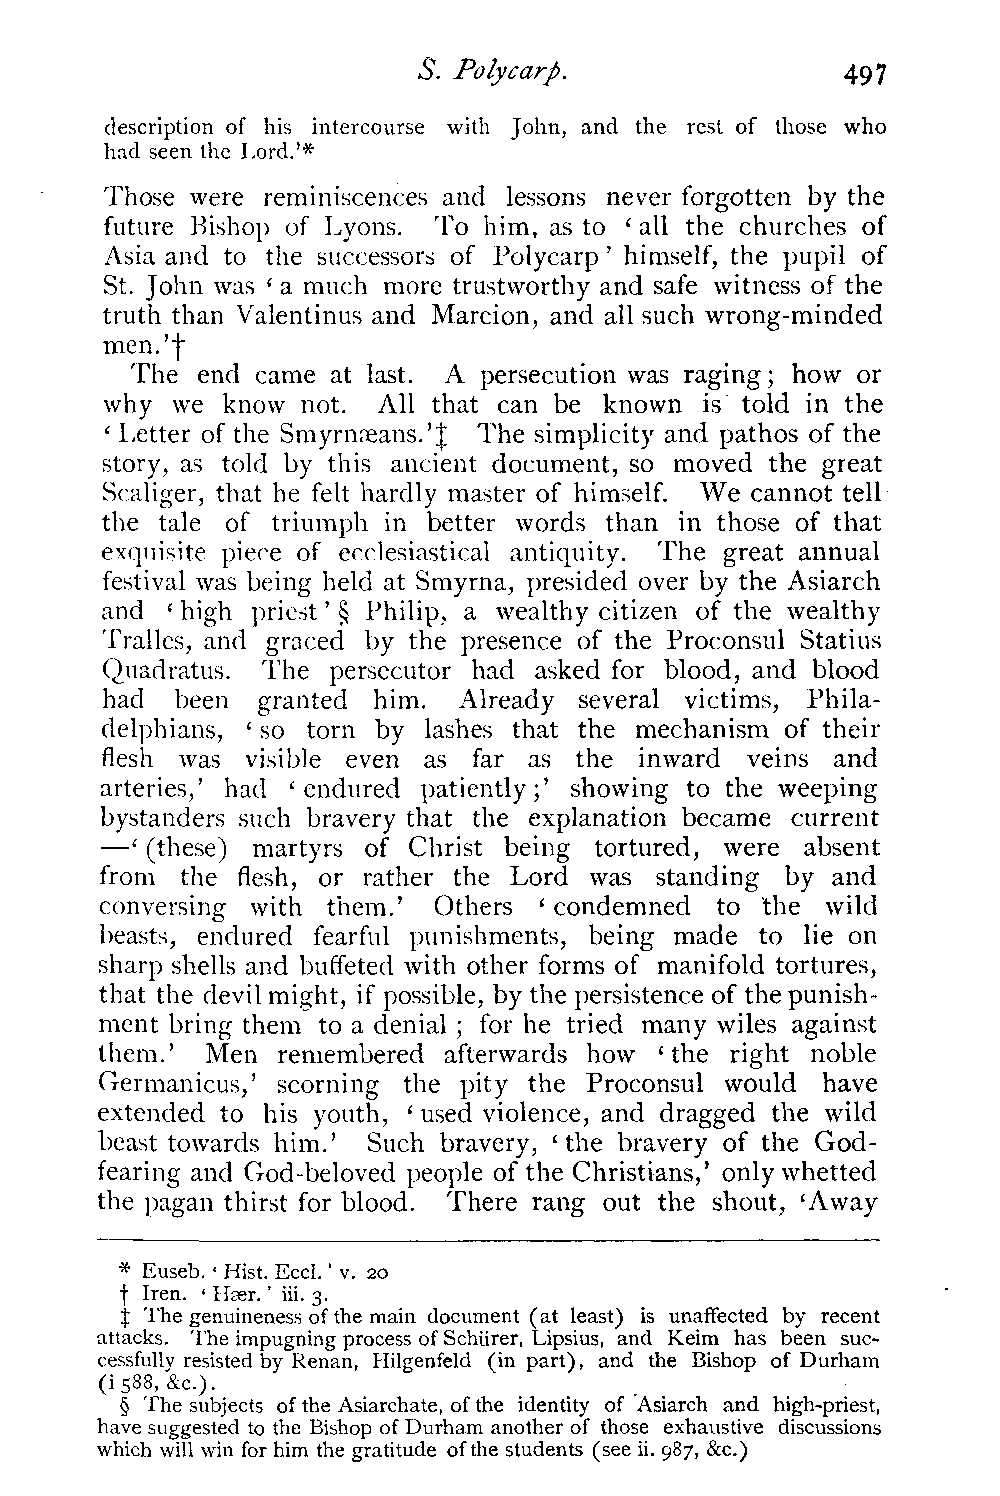 S. Polycarp. 497
description of his intercourse with John, and the rest of those who
had seen the Lord.'*
Those were reminiscences and lessons never forgotten by the
future Bishop of Lyons. To him, as to ‘all the churches of
Asia and to the successors of Polycarp’ himself, the pupil of
St. John was ‘a much more trustworthy and safe witness of the
truth than Valentinus and Marcion, and all such wrong-minded
men.’†
The end came at last. A persecution was raging; how or
why we know not. All that can be known is told in the
‘Letter of the Smyrnæans.’‡ The simplicity and pathos of the
story, as told by this ancient document, so moved the great
Scaliger, that he felt hardly master of himself. We cannot tell
the tale of triumph in better words than in those of that
exquisite piece of ecclesiastical antiquity. The great annual
festival was being held at Smyrna, presided over by the Asiarch
and ‘high priest’§ Philip, a wealthy citizen of the wealthy
Tralles, and graced by the presence of the Proconsul Statius
Quadratus. The persecutor had asked for blood, and blood
had been granted him. Already several victims, Phila-
delphians, ‘so torn by lashes that the mechanism of their
flesh was visible even as far as the inward veins and
arteries,’ had ‘endured patiently;’ showing to the weeping
bystanders such bravery that the explanation became current
—‘(these) martyrs of Christ being tortured, were absent
from the flesh, or rather the Lord was standing by and
conversing with them.’ Others ‘condemned to the wild
beasts, endured fearful punishments, being made to lie on
sharp shells and buffeted with other forms of manifold tortures,
that the devil might, if possible, by the persistence of the punish-
ment bring them to a denial; for he tried many wiles against
them.’ Men remembered afterwards how ‘the right noble
Germanicus,’ scorning the pity the Proconsul would have
extended to his youth, ‘used violence, and dragged the wild
beast towards him.’ Such bravery, ‘the bravery of the God-
fearing and God-beloved people of the Christians,’ only whetted
the pagan thirst for blood. There rang out the shout, ‘Away
* Euseb. ‘Hist. Eccl.’ v. 20
† Iren. ‘Hær.’ iii. 3.
‡ The genuineness of the main document (at least) is unaffected by recent
attacks. The impugning process of Schürer, Lipsius, and Keim has been suc-
cessfully resisted by Renan, Hilgenfeld (in part), and the Bishop of Durham
(i 588, &c.).
§ The subjects of the Asiarchate, of the identity of Asiarch and high-priest,
have suggested to the Bishop of Durham another of those exhaustive discussions
which will win for him the gratitude of the students (see ii. 987, &c.)